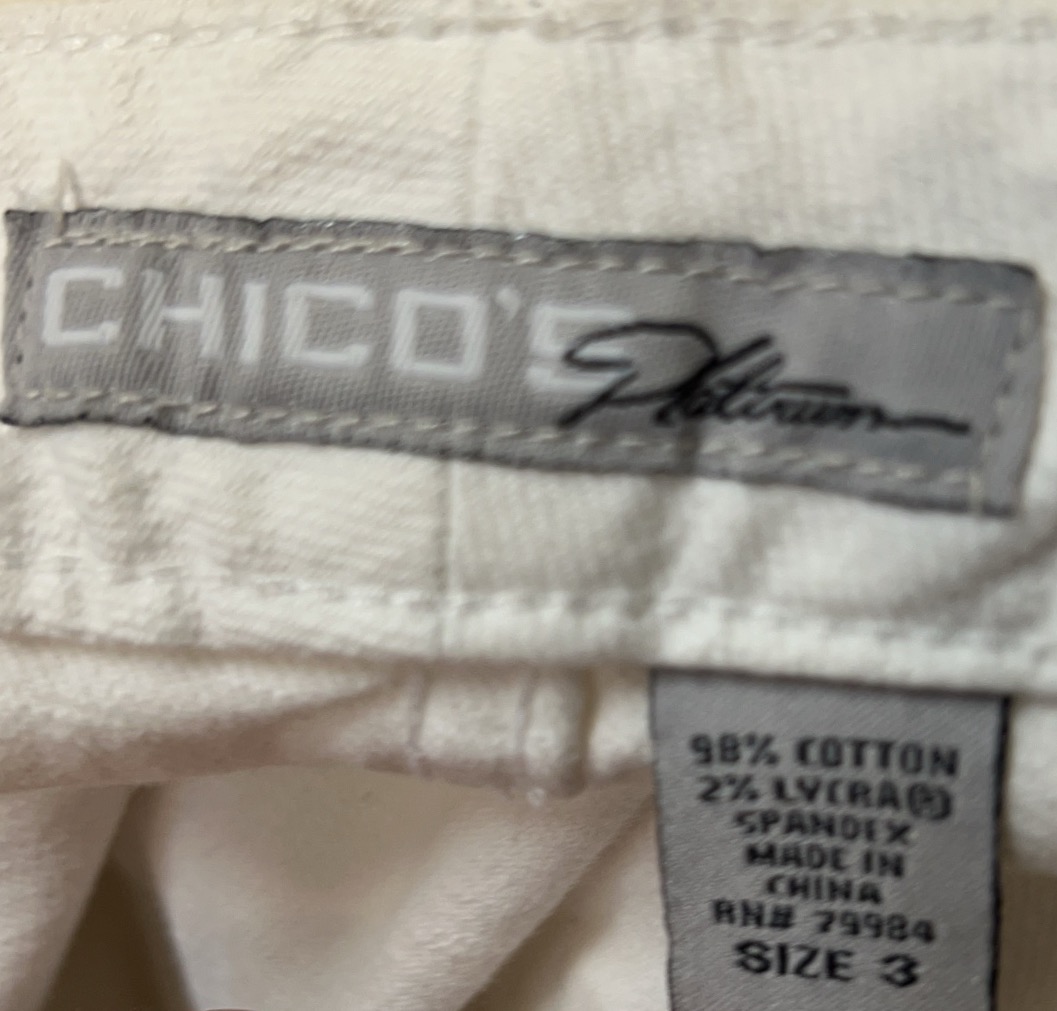 CHICO'S Platinum
98% COTTON
2% LYCRA(R)
SPANDEX
MADE IN
CHINA
RN# 79984
SIZE 3